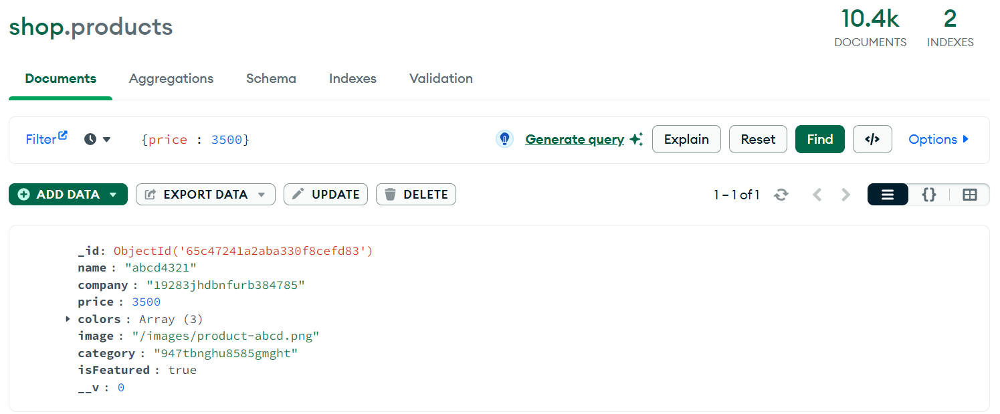 shop.products
10.4k 2
DOCUMENTS INDEXES
Documents Aggregations Schema Indexes Validation
Filter {price : 3500} Generate query Explain Reset Find </> Options
ADD DATA EXPORT DATA UPDATE DELETE 1 – 1 of 1 {}
_id: ObjectId('65c47241a2aba330f8cefd83')
name : "abcd4321"
company : "19283jhdbnfurb384785"
price : 3500
colors : Array (3)
image : "/images/product-abcd.png"
category : "947tbnghu8585gmght"
isFeatured : true
__v : 0